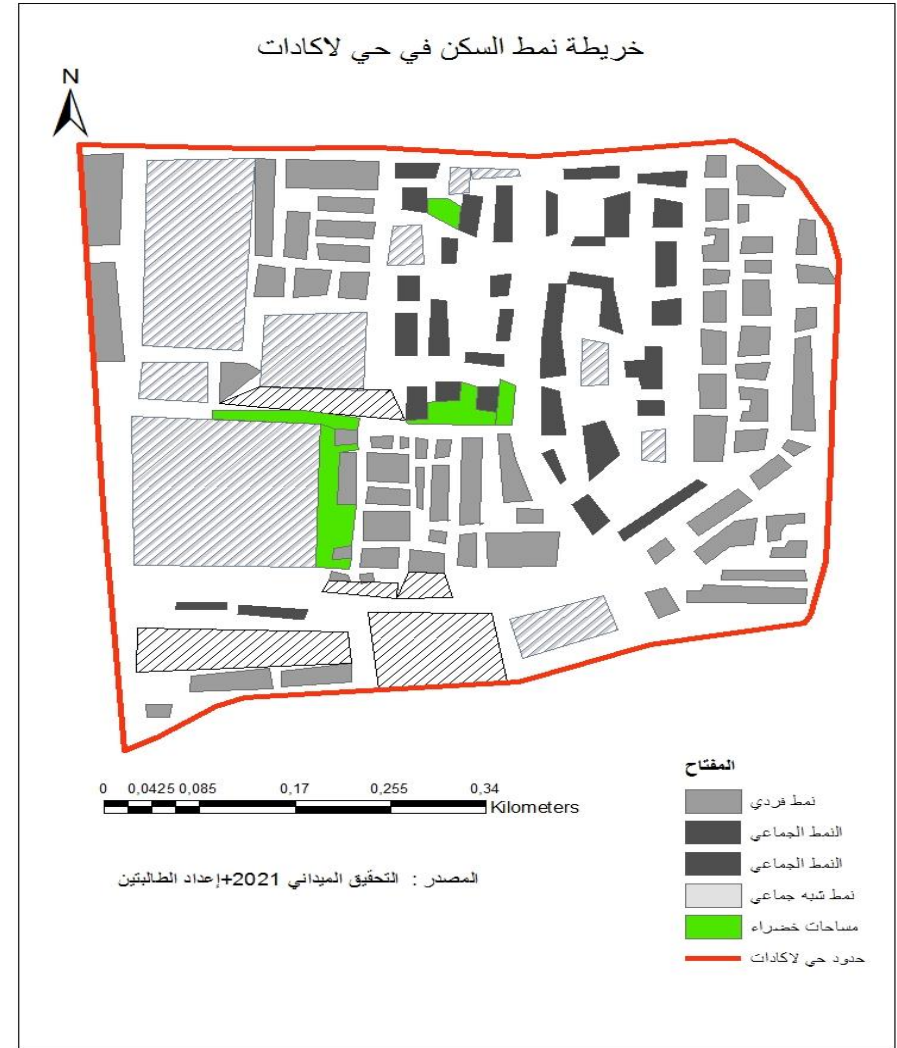 خريطة نمط السكن في حي لاكادات
N
0 0,0425 0,085 0,17 0,255 0,34
Kilometers
المصدر : التحقيق الميداني 2021+إعداد الطالبتين
المفتاح
نمط فردي
النمط الجماعي
النمط الجماعي
نمط شبه جماعي
مساحات خضراء
حدود حي لاكادات